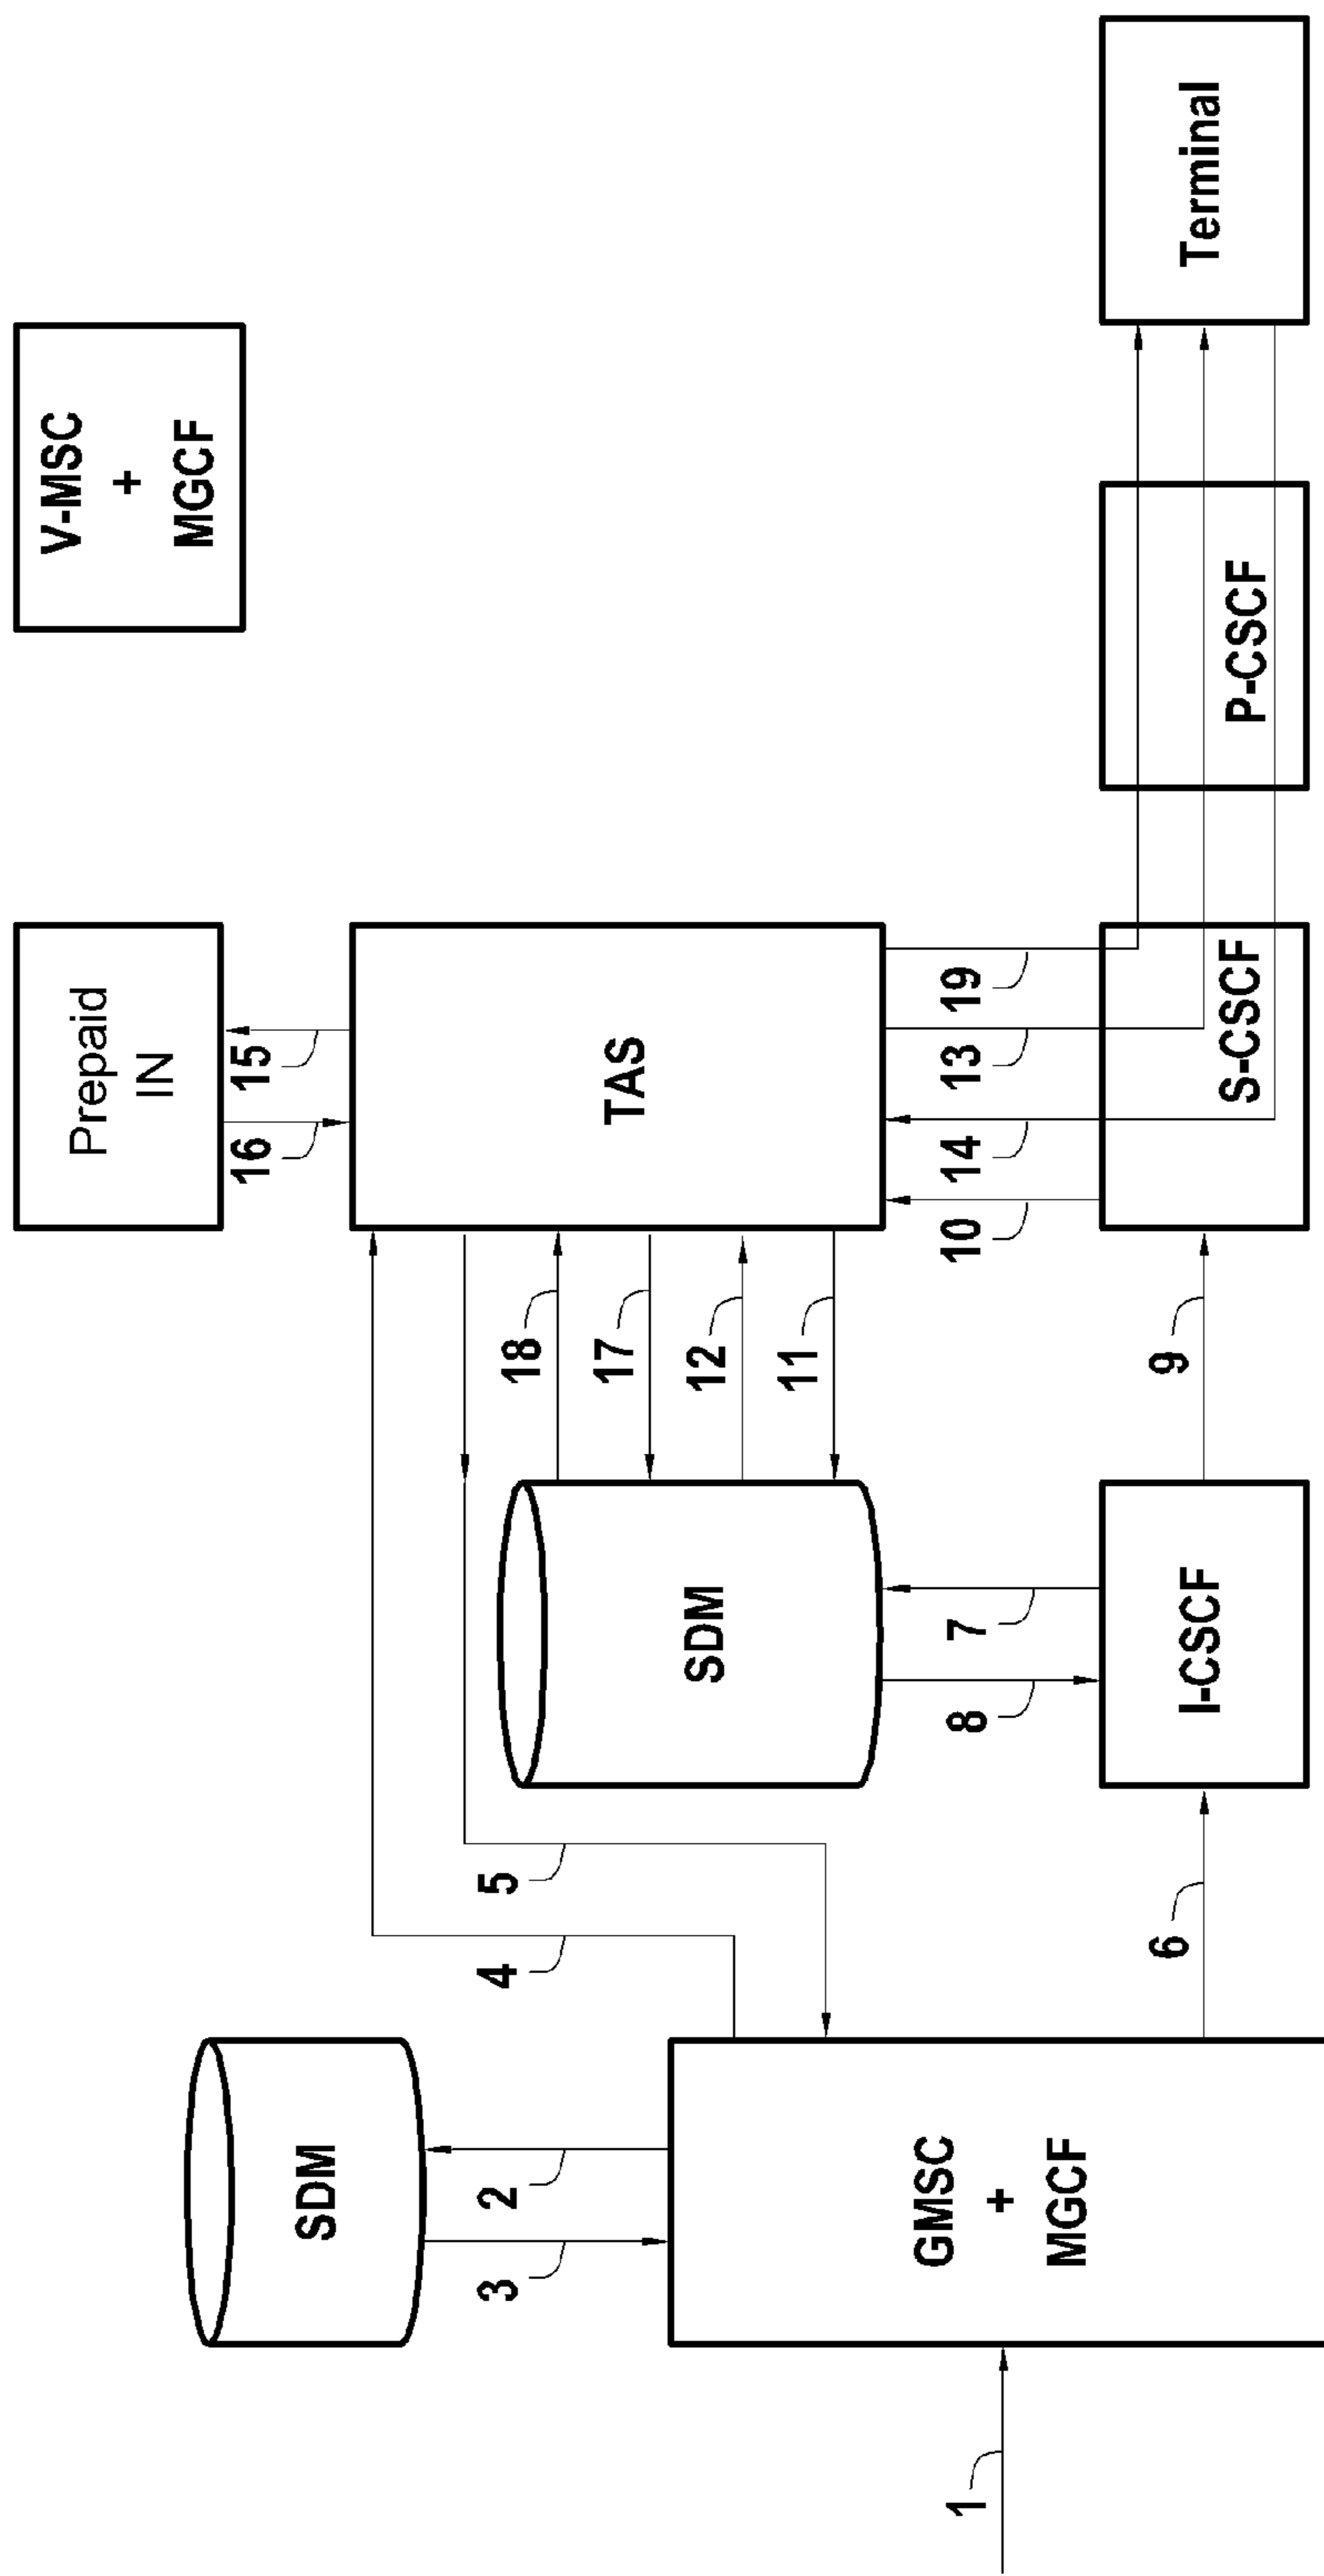 Prepaid
IN
V-MSC
+
MGCF
16
15
SDM
4
5
18
17
12
11
TAS
SDM
3
2
8
7
10
14
13
19
1
GMSC
+
MGCF
6
I-CSCF
9
S-CSCF
P-CSCF
Terminal